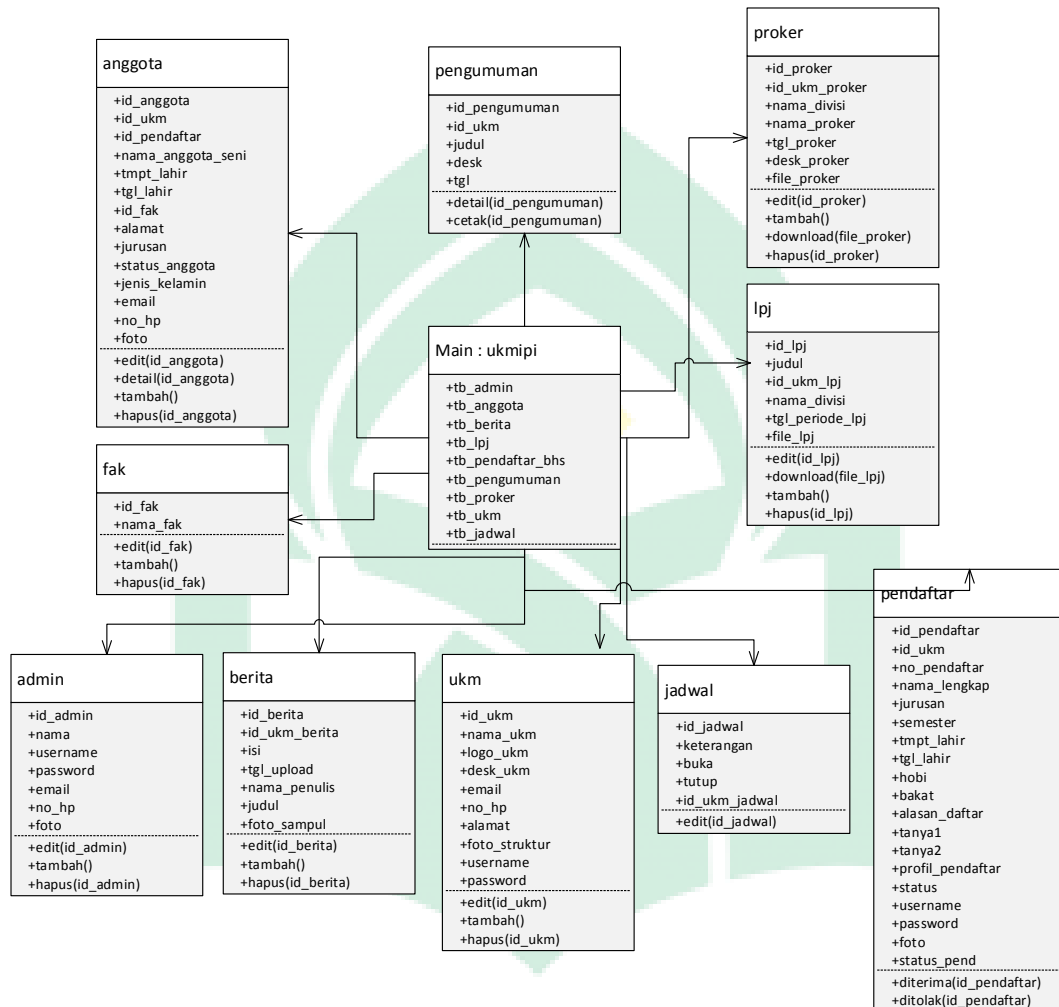 anggota
+id_anggota
+id_ukm
+id_pendaftar
+nama_anggota_seni
+tmpt_lahir
+tgl_lahir
+id_fak
+alamat
+jurusan
+status_anggota
+jenis_kelamin
+email
+no_hp
+foto
+edit(id_anggota)
+detail(id_anggota)
+tambah()
+hapus(id_anggota)
pengumuman
+id_pengumuman
+id_ukm
+judul
+desk
+tgl
+detail(id_pengumuman)
+cetak(id_pengumuman)
proker
+id_proker
+id_ukm_proker
+nama_divisi
+nama_proker
+tgl_proker
+desk_proker
+file_proker
+edit(id_proker)
+tambah()
+download(file_proker)
+hapus(id_proker)
Main : ukmipi
+tb_admin
+tb_anggota
+tb_berita
+tb_lpj
+tb_pendaftar_bhs
+tb_pengumuman
+tb_proker
+tb_ukm
+tb_jadwal
lpj
+id_lpj
+judul
+id_ukm_lpj
+nama_divisi
+tgl_periode_lpj
+file_lpj
+edit(id_lpj)
+download(file_lpj)
+tambah()
+hapus(id_lpj)
fak
+id_fak
+nama_fak
+edit(id_fak)
+tambah()
+hapus(id_fak)
admin
+id_admin
+nama
+username
+password
+email
+no_hp
+foto
+edit(id_admin)
+tambah()
+hapus(id_admin)
berita
+id_berita
+id_ukm_berita
+isi
+tgl_upload
+nama_penulis
+judul
+foto_sampul
+edit(id_berita)
+tambah()
+hapus(id_berita)
ukm
+id_ukm
+nama_ukm
+logo_ukm
+desk_ukm
+email
+no_hp
+alamat
+foto_struktur
+username
+password
+edit(id_ukm)
+tambah()
+hapus(id_ukm)
jadwal
+id_jadwal
+keterangan
+buka
+tutup
+id_ukm_jadwal
+edit(id_jadwal)
pendaftar
+id_pendaftar
+id_ukm
+no_pendaftar
+nama_lengkap
+jurusan
+semester
+tmpt_lahir
+tgl_lahir
+hobi
+bakat
+alasan_daftar
+tanya1
+tanya2
+profil_pendaftar
+status
+username
+password
+foto
+status_pend
+diterima(id_pendaftar)
+ditolak(id_pendaftar)